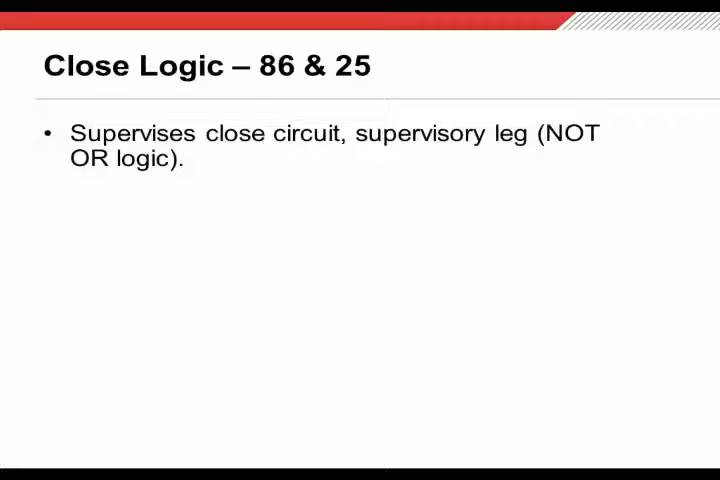 Close Logic – 86 & 25
• Supervises close circuit, supervisory leg (NOT
OR logic).